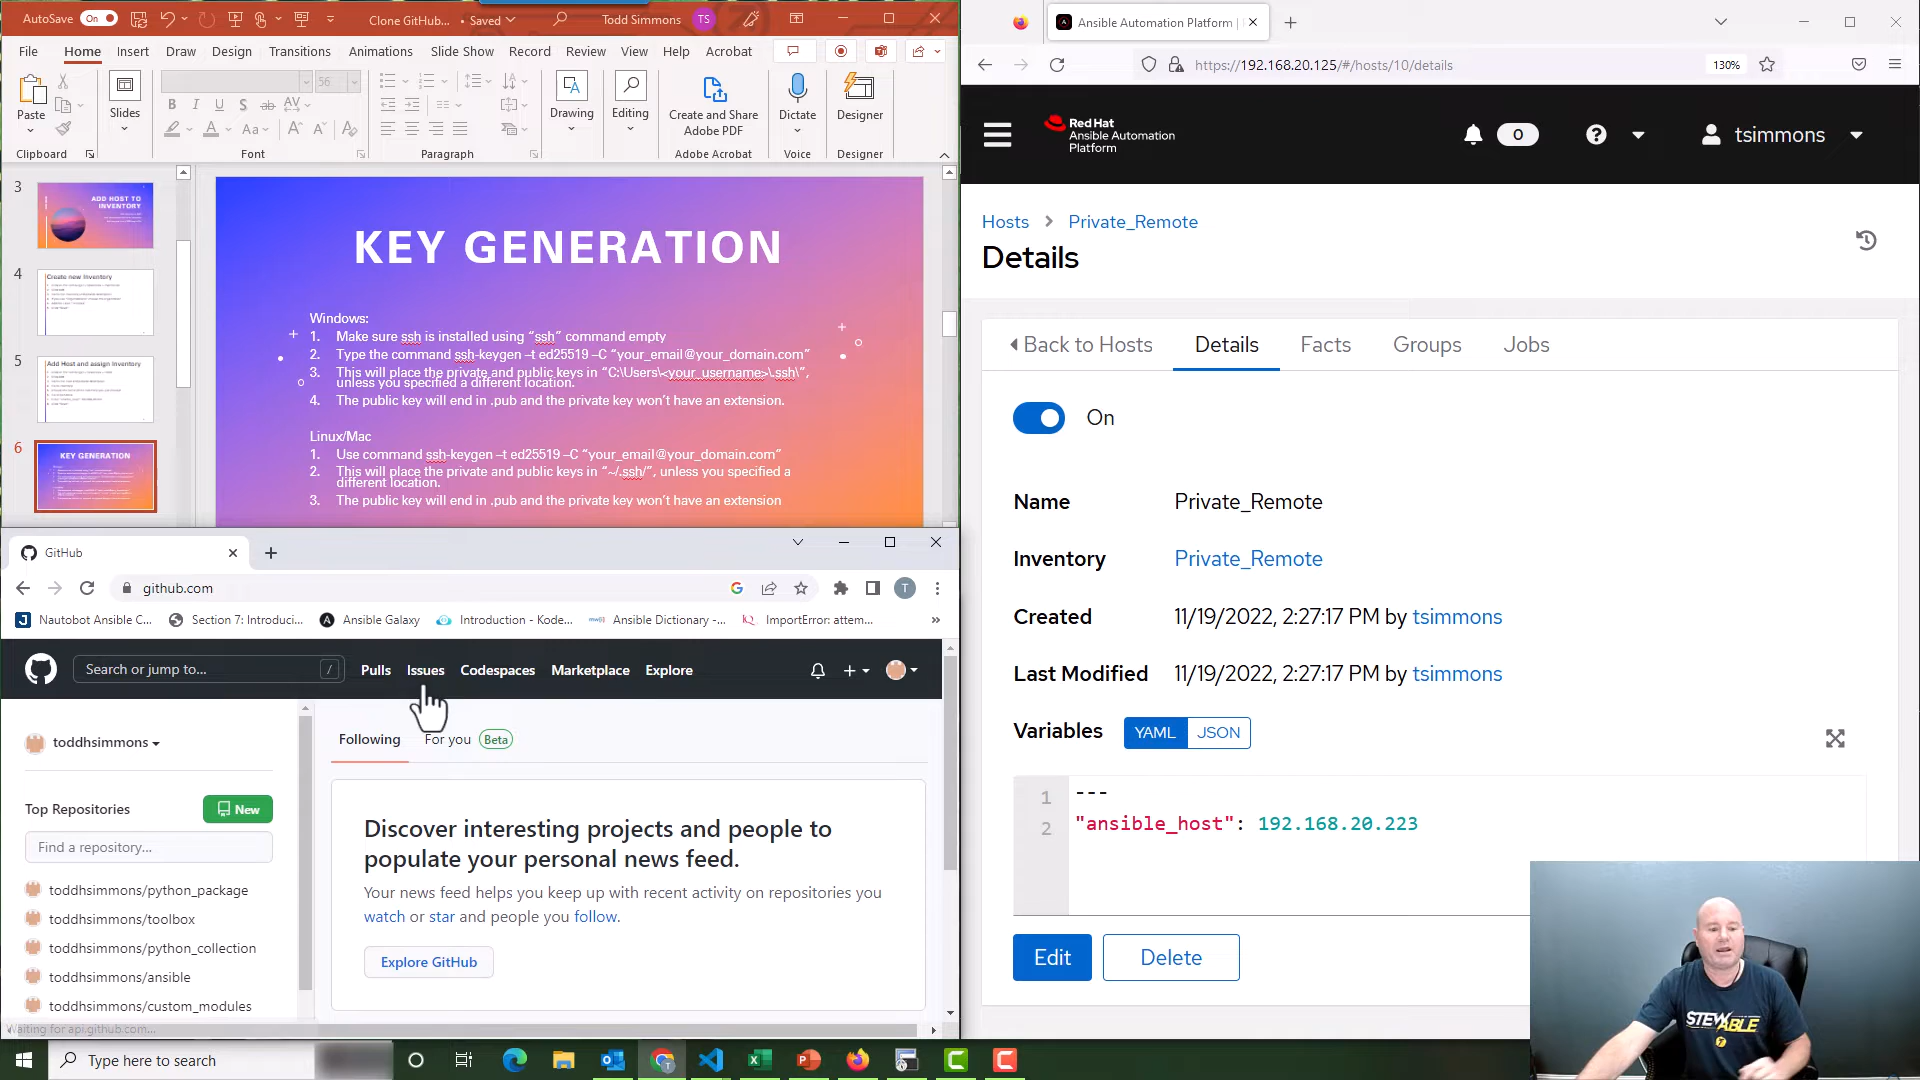 AutoSave On Clone GitHub... • Saved Todd Simmons TS
File Home Insert Draw Design Transitions Animations Slide Show Record Review View Help Acrobat
56
Paste Slides B I U S ab AV Aa A A Drawing Editing Create and Share Adobe PDF Dictate Designer
Clipboard Font Paragraph Adobe Acrobat Voice Designer
3
ADD HOST TO
INVENTORY
4
Create new Inventory
5
Add Host and assign Inventory
6
KEY GENERATION
KEY GENERATION
Windows:
1. Make sure ssh is installed using “ssh” command empty
2. Type the command ssh-keygen –t ed25519 –C “your_email@your_domain.com”
3. This will place the private and public keys in “C:\Users\<your_username>\.ssh\”,
unless you specified a different location.
4. The public key will end in .pub and the private key won’t have an extension.
Linux/Mac
1. Use command ssh-keygen –t ed25519 –C “your_email@your_domain.com”
2. This will place the private and public keys in “~/.ssh/”, unless you specified a
different location.
3. The public key will end in .pub and the private key won’t have an extension
GitHub
github.com
T
Nautobot Ansible C... Section 7: Introduci... Ansible Galaxy Introduction - Kode... Ansible Dictionary -... ImportError: attem... »
Search or jump to... / Pulls Issues Codespaces Marketplace Explore
toddhsimmons
Following For you Beta
Top Repositories New
Find a repository...
toddhsimmons/python_package
toddhsimmons/toolbox
toddhsimmons/python_collection
toddhsimmons/ansible
toddhsimmons/custom_modules
Discover interesting projects and people to
populate your personal news feed.
Your news feed helps you keep up with recent activity on repositories you
watch or star and people you follow.
Explore GitHub
Waiting for api.github.com...
Type here to search
Ansible Automation Platform |
https://192.168.20.125/#/hosts/10/details 130%
Red Hat
Ansible Automation
Platform
0 tsimmons
Hosts > Private_Remote
Details
Back to Hosts Details Facts Groups Jobs
On
Name Private_Remote
Inventory Private_Remote
Created 11/19/2022, 2:27:17 PM by tsimmons
Last Modified 11/19/2022, 2:27:17 PM by tsimmons
Variables YAML JSON
1 ---
2 "ansible_host": 192.168.20.223
Edit Delete
STEWABLE